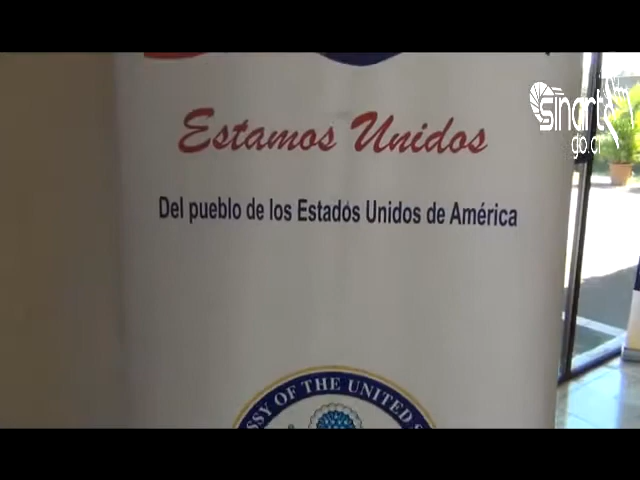 Sinart
go.cr
Estamos Unidos
Del pueblo de los Estados Unidos de América
SSY OF THE UNITED